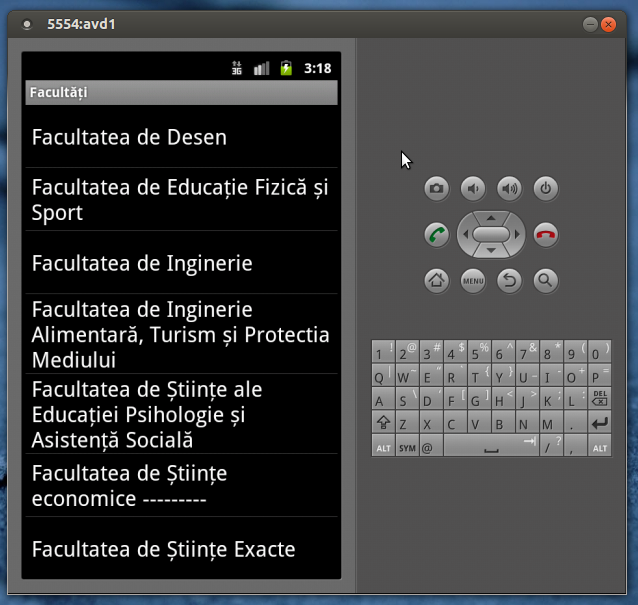 5554:avd1
3G 3:18
Facultăți
Facultatea de Desen
Facultatea de Educație Fizică și
Sport
Facultatea de Inginerie
Facultatea de Inginerie
Alimentară, Turism și Protectia
Mediului
Facultatea de Științe ale
Educației Psihologie și
Asistență Socială
Facultatea de Științe
economice ---------
Facultatea de Științe Exacte
MENU
1 ! 2 @ 3 # 4 $ 5 % 6 ^ 7 & 8 * 9 ( 0 )
Q | W ~ E " R ` T { Y } U _ I - O + P =
A S \ D ' F [ G ] H < J > K ; L : DEL
Z X C V B N M .
ALT SYM @ / ? , ALT